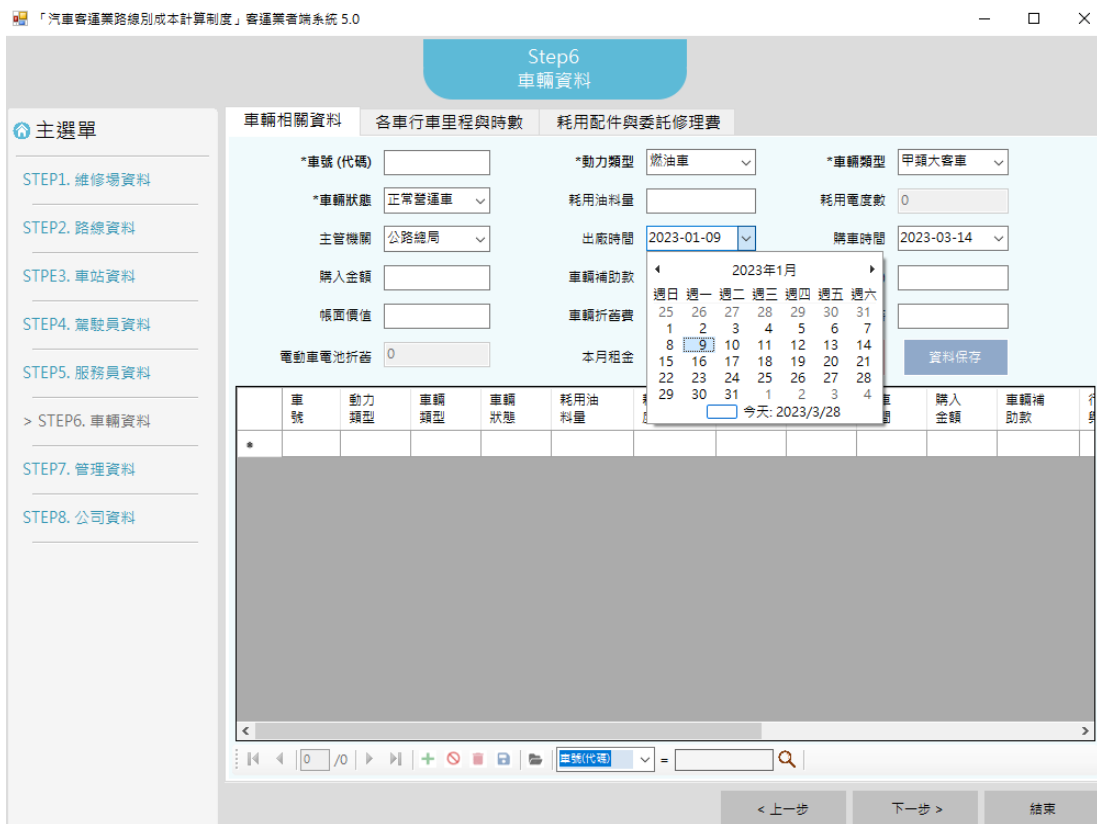 「汽車客運業路線別成本計算制度」客運業者端系統 5.0
Step6
車輛資料
主選單
STEP1. 維修場資料
STEP2. 路線資料
STPE3. 車站資料
STEP4. 駕駛員資料
STEP5. 服務員資料
> STEP6. 車輛資料
STEP7. 管理資料
STEP8. 公司資料
車輛相關資料 各車行車里程與時數 耗用配件與委託修理費
*車號 (代碼) *動力類型 燃油車 *車輛類型 甲類大客車
*車輛狀態 正常營運車 耗用油料量 耗用電度數 0
主管機關 公路總局 出廠時間 2023-01-09 購車時間 2023-03-14
購入金額 車輛補助款
帳面價值 車輛折舊費
電動車電池折舊 0 本月租金 資料保存
2023年1月
週日 週一 週二 週三 週四 週五 週六
25 26 27 28 29 30 31
1 2 3 4 5 6 7
8 9 10 11 12 13 14
15 16 17 18 19 20 21
22 23 24 25 26 27 28
29 30 31 1 2 3 4
今天: 2023/3/28
車號 動力類型 車輛類型 車輛狀態 耗用油料量 購入金額 車輛補助款
*
0 /0 車號(代碼) =
< 上一步 下一步 > 結束